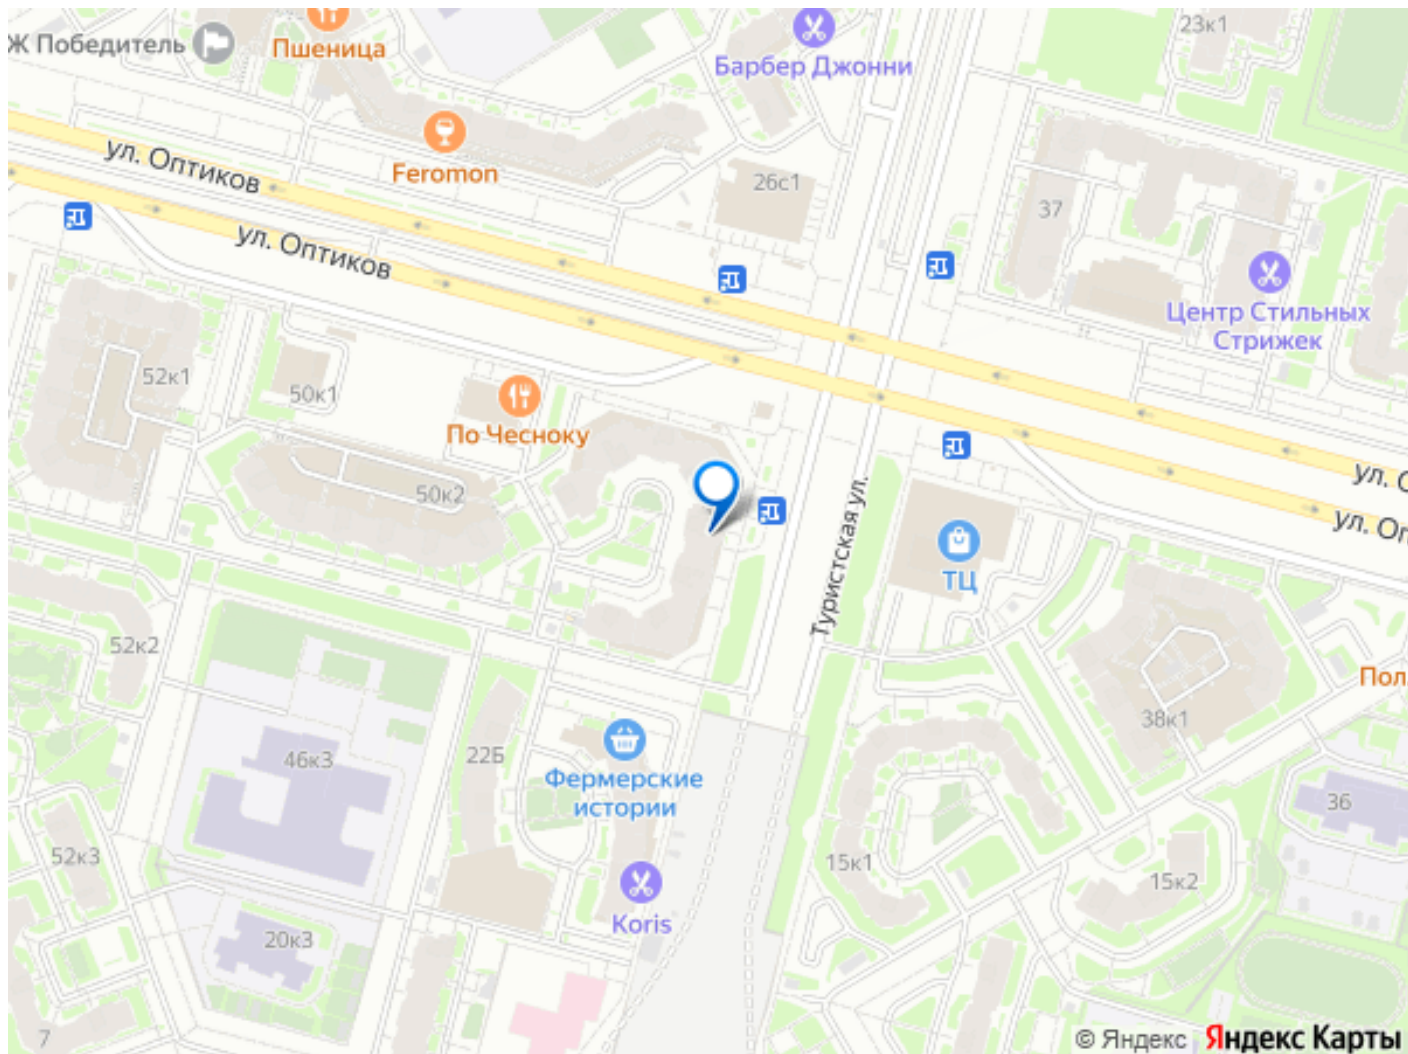 23к1
Ж Победитель
Пшеница
Барбер Джонни
ул. Оптиков
Feromon
26с1
37
ул. Оптиков
Центр Стильных
Стрижек
52к1
50к1
По Чесноку
ул. О
50к2
ул. Оп
Туристская ул.
ТЦ
52к2
Пол
38к1
22Б
46к3
Фермерские
истории
36
52к3
15к1
15к2
Koris
20к3
7
© Яндекс Яндекс Карты